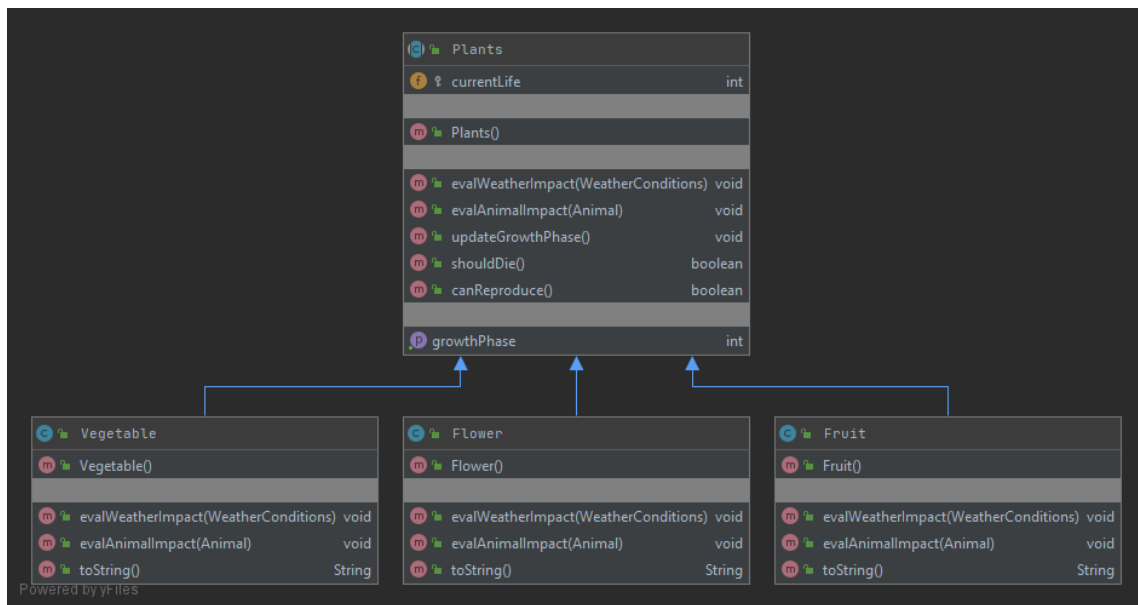 Plants
currentLife int
Plants()
evalWeatherImpact(WeatherConditions) void
evalAnimalImpact(Animal) void
updateGrowthPhase() void
shouldDie() boolean
canReproduce() boolean
growthPhase int
Vegetable
Vegetable()
evalWeatherImpact(WeatherConditions) void
evalAnimalImpact(Animal) void
toString() String
Flower
Flower()
evalWeatherImpact(WeatherConditions) void
evalAnimalImpact(Animal) void
toString() String
Fruit
Fruit()
evalWeatherImpact(WeatherConditions) void
evalAnimalImpact(Animal) void
toString() String
Powered by yFiles